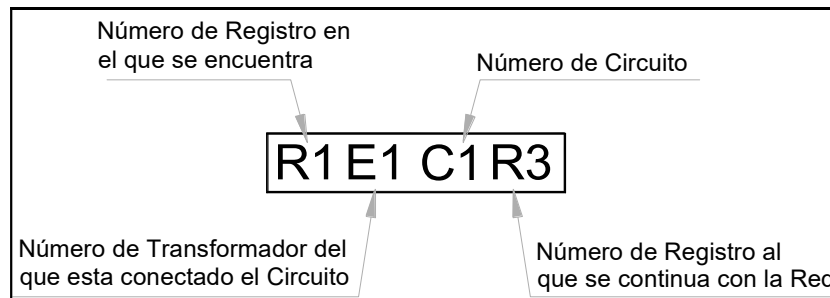 Número de Registro en
el que se encuentra
Número de Circuito
R1 E1 C1 R3
Número de Transformador del
que esta conectado el Circuito
Número de Registro al
que se continua con la Red